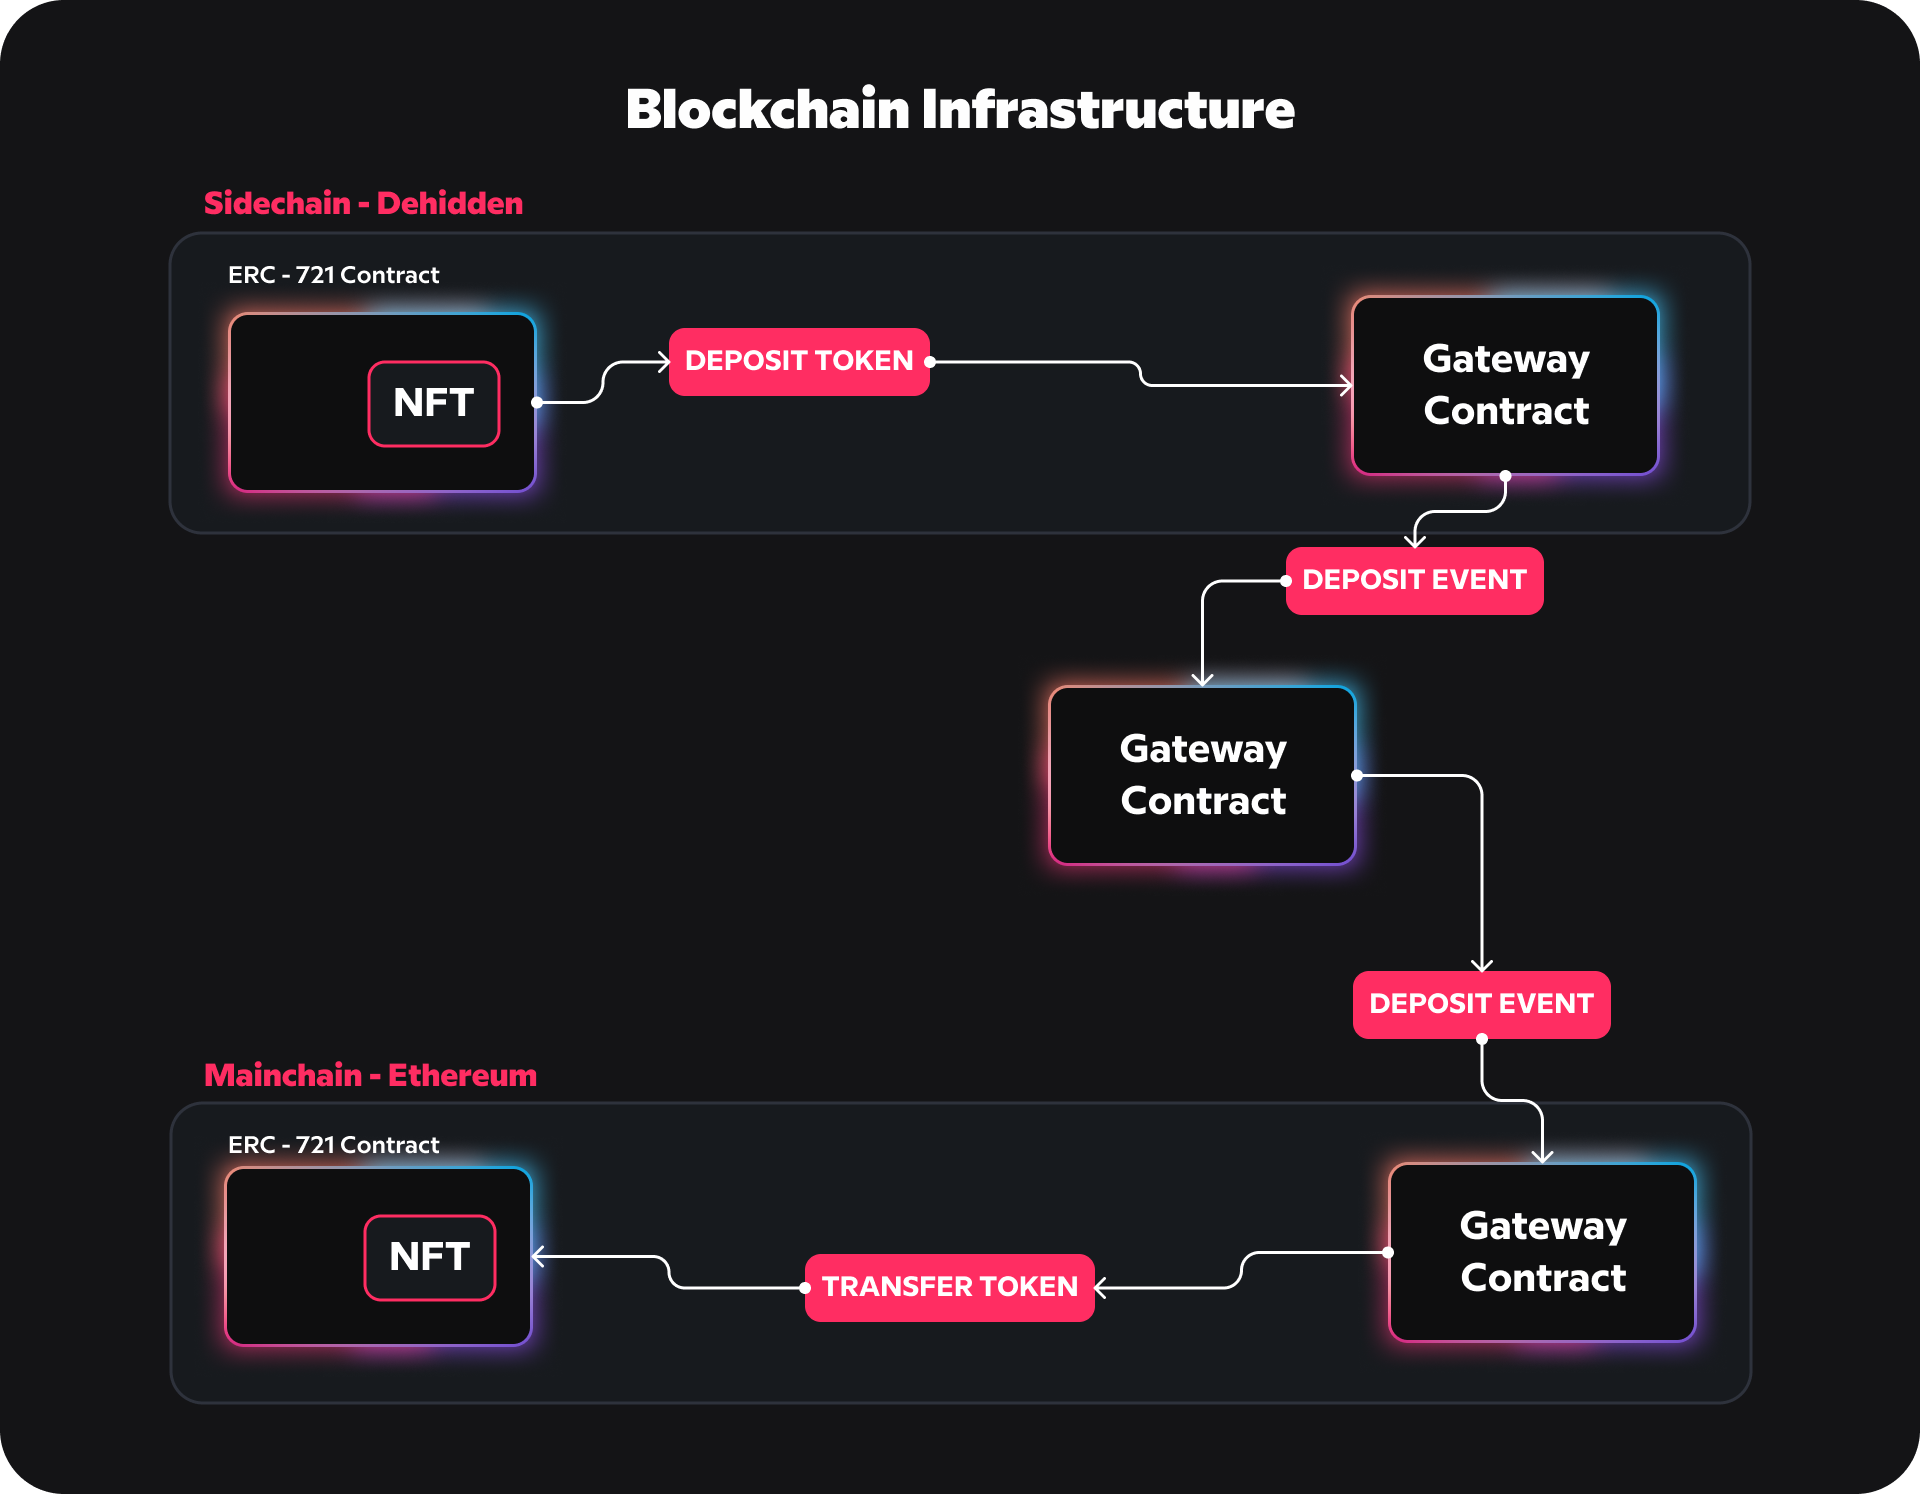 Blockchain Infrastructure
Sidechain - Dehidden
ERC - 721 Contract
NFT
DEPOSIT TOKEN
Gateway
Contract
DEPOSIT EVENT
Gateway
Contract
DEPOSIT EVENT
Mainchain - Ethereum
ERC - 721 Contract
NFT
TRANSFER TOKEN
Gateway
Contract